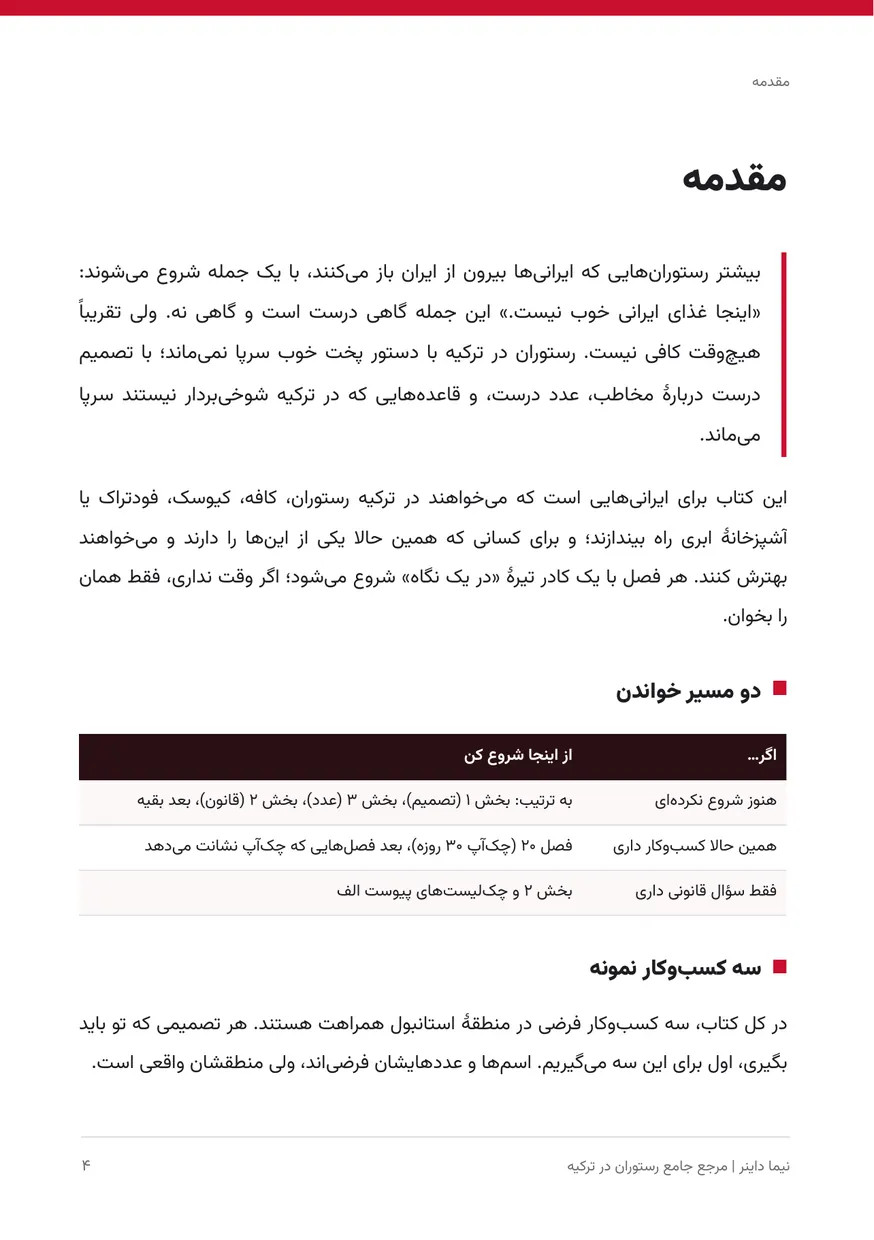 مقدمه
مقدمه
بیشتر رستوران‌هایی که ایرانی‌ها بیرون از ایران باز می‌کنند، با یک جمله شروع می‌شوند:
«اینجا غذای ایرانی خوب نیست.» این جمله گاهی درست است و گاهی نه. ولی تقریباً
هیچ‌وقت کافی نیست. رستوران در ترکیه با دستور پخت خوب سرپا نمی‌ماند؛ با تصمیم
درست دربارهٔ مخاطب، عدد درست، و قاعده‌هایی که در ترکیه شوخی‌بردار نیستند سرپا
می‌ماند.
این کتاب برای ایرانی‌هایی است که می‌خواهند در ترکیه رستوران، کافه، کیوسک، فودتراک یا
آشپزخانهٔ ابری راه بیندازند؛ و برای کسانی که همین حالا یکی از این‌ها را دارند و می‌خواهند
بهترش کنند. هر فصل با یک کادر تیرهٔ «در یک نگاه» شروع می‌شود؛ اگر وقت نداری، فقط همان
را بخوان.
دو مسیر خواندن
اگر… از اینجا شروع کن
هنوز شروع نکرده‌ای به ترتیب: بخش ۱ (تصمیم)، بخش ۳ (عدد)، بخش ۲ (قانون)، بعد بقیه
همین حالا کسب‌وکار داری فصل ۲۰ (چک‌آپ ۳۰ روزه)، بعد فصل‌هایی که چک‌آپ نشانت می‌دهد
فقط سؤال قانونی داری بخش ۲ و چک‌لیست‌های پیوست الف
سه کسب‌وکار نمونه
در کل کتاب، سه کسب‌وکار فرضی در منطقهٔ استانبول همراهت هستند. هر تصمیمی که تو باید
بگیری، اول برای این سه می‌گیریم. اسم‌ها و عددهایشان فرضی‌اند، ولی منطقشان واقعی است.
نیما داینر | مرجع جامع رستوران در ترکیه ۴